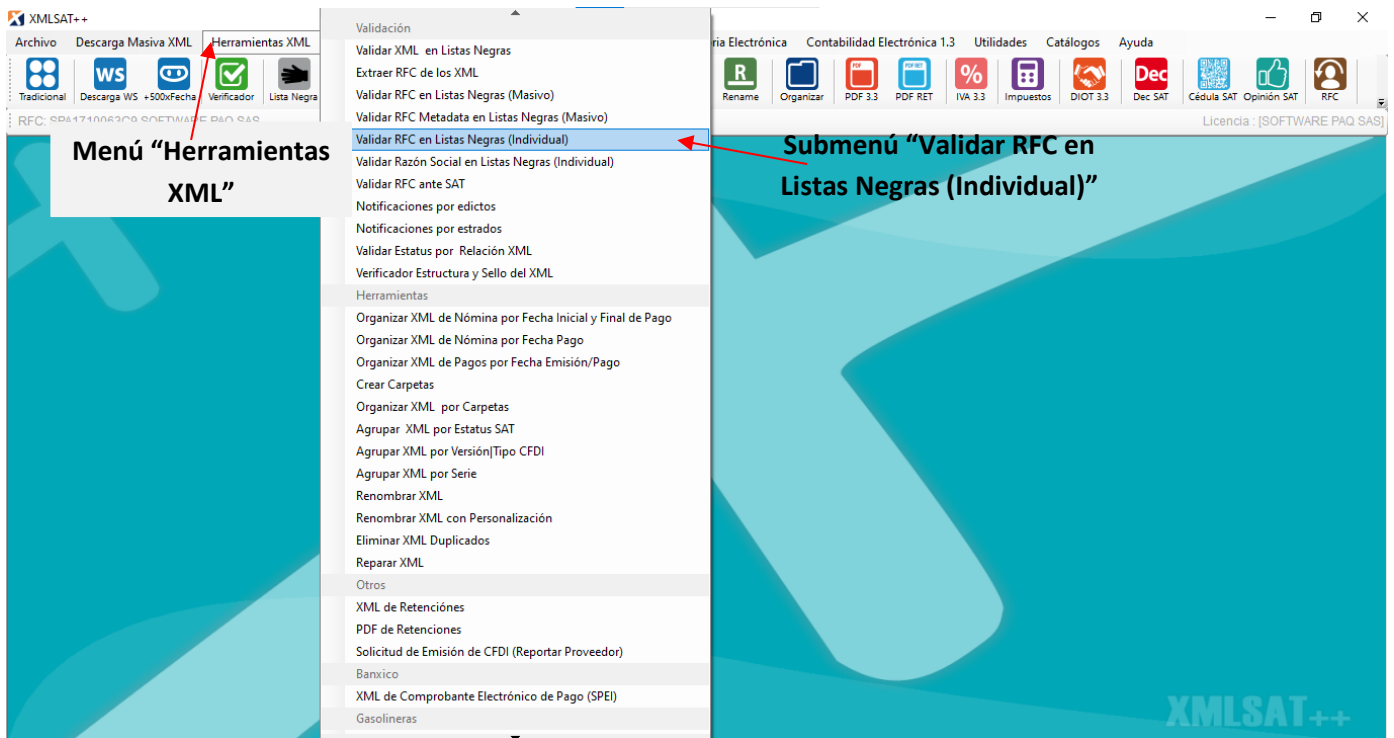 XMLSAT++
Archivo Descarga Masiva XML Herramientas XML ria Electrónica Contabilidad Electrónica 1.3 Utilidades Catálogos Ayuda
WS R PDF PDF RET % Dec
Tradicional Descarga WS +500xFecha Verificador Lista Negra Rename Organizar PDF 3.3 PDF RET IVA 3.3 Impuestos DIOT 3.3 Dec SAT Cédula SAT Opinión SAT RFC
RFC: SPA1710063C9 SOFTWARE PAQ SAS Licencia : [SOFTWARE PAQ SAS]
Menú “Herramientas
XML”
Validación
Validar XML en Listas Negras
Extraer RFC de los XML
Validar RFC en Listas Negras (Masivo)
Validar RFC Metadata en Listas Negras (Masivo)
Validar RFC en Listas Negras (Individual)
Validar Razón Social en Listas Negras (Individual)
Validar RFC ante SAT
Notificaciones por edictos
Notificaciones por estrados
Validar Estatus por Relación XML
Verificador Estructura y Sello del XML
Herramientas
Organizar XML de Nómina por Fecha Inicial y Final de Pago
Organizar XML de Nómina por Fecha Pago
Organizar XML de Pagos por Fecha Emisión/Pago
Crear Carpetas
Organizar XML por Carpetas
Agrupar XML por Estatus SAT
Agrupar XML por Versión|Tipo CFDI
Agrupar XML por Serie
Renombrar XML
Renombrar XML con Personalización
Eliminar XML Duplicados
Reparar XML
Otros
XML de Retenciónes
PDF de Retenciones
Solicitud de Emisión de CFDI (Reportar Proveedor)
Banxico
XML de Comprobante Electrónico de Pago (SPEI)
Gasolineras
Submenú “Validar RFC en
Listas Negras (Individual)”
XMLSAT++